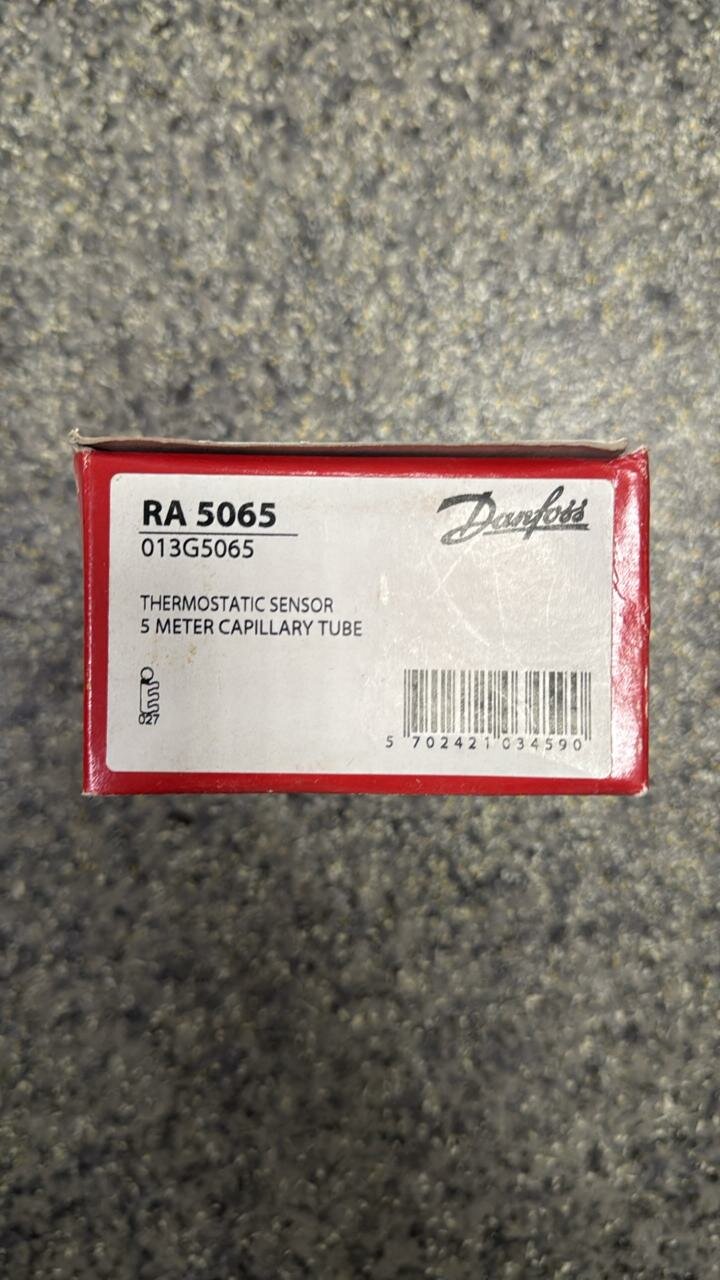 RA 5065
Danfoss
013G5065
THERMOSTATIC SENSOR
5 METER CAPILLARY TUBE
027
5 702421 034590